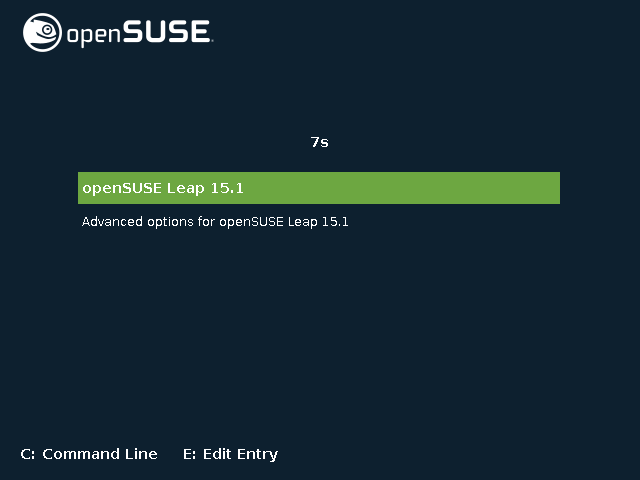 openSUSE
7s
openSUSE Leap 15.1
Advanced options for openSUSE Leap 15.1
C: Command Line E: Edit Entry